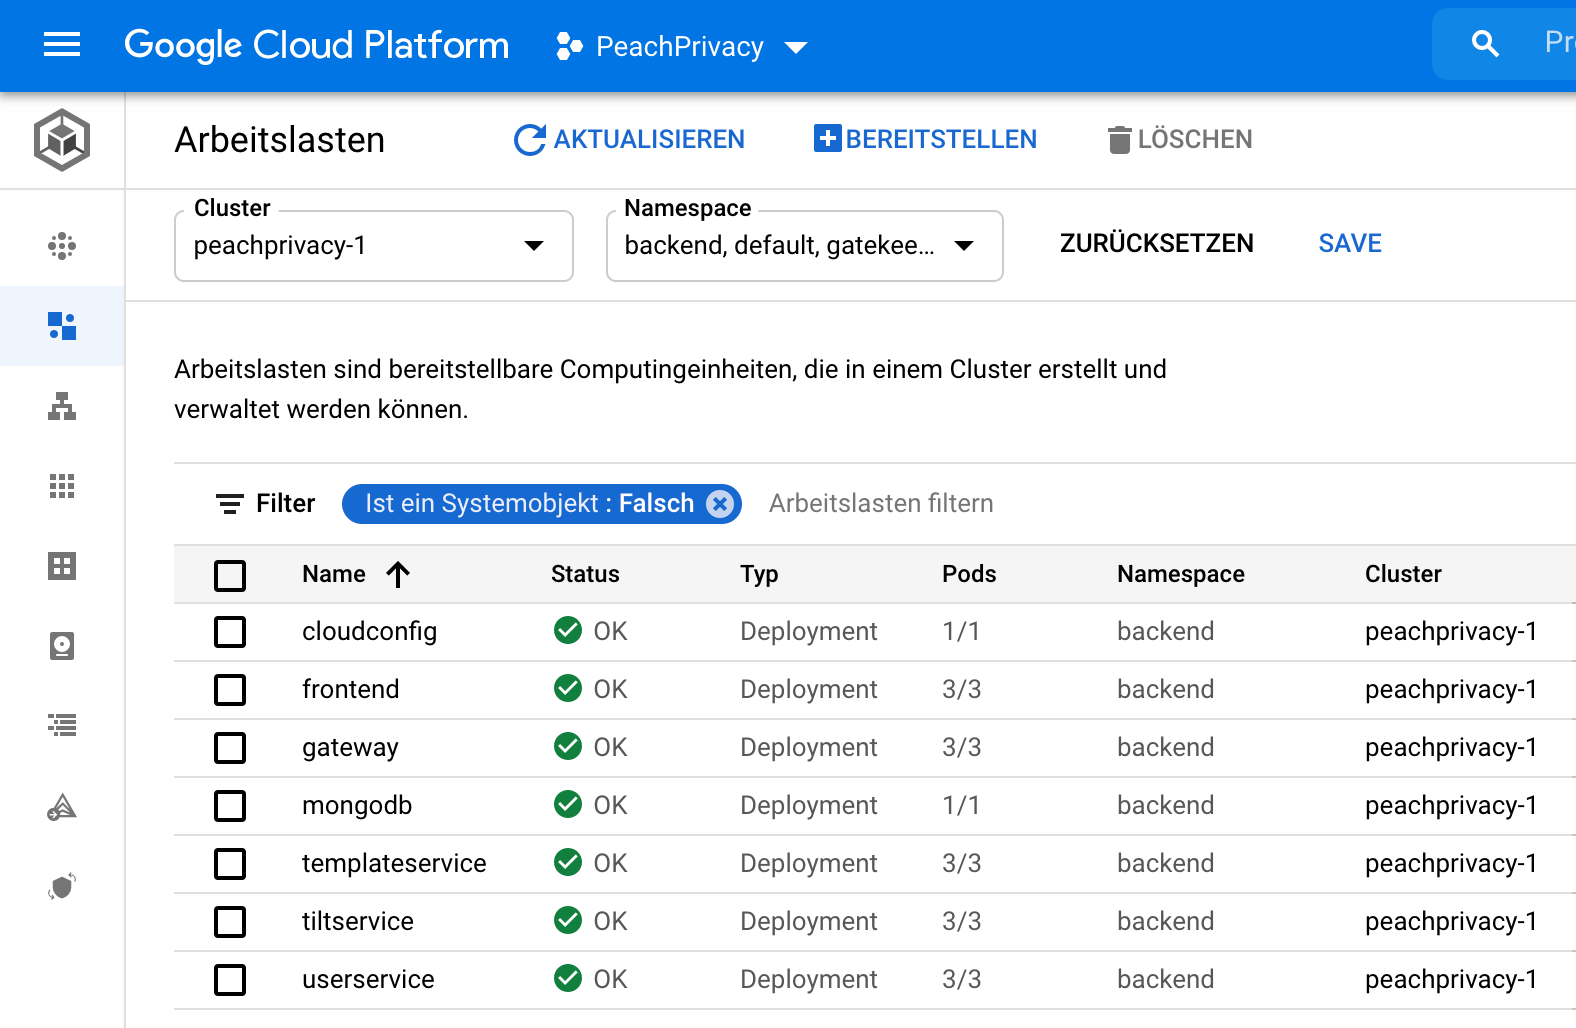 Google Cloud Platform PeachPrivacy
Arbeitslasten AKTUALISIEREN BEREITSTELLEN LÖSCHEN
Cluster Namespace
peachprivacy-1 backend, default, gatekee... ZURÜCKSETZEN SAVE
Arbeitslasten sind bereitstellbare Computingeinheiten, die in einem Cluster erstellt und
verwaltet werden können.
Filter Ist ein Systemobjekt : Falsch Arbeitslasten filtern
Name Status Typ Pods Namespace Cluster
cloudconfig OK Deployment 1/1 backend peachprivacy-1
frontend OK Deployment 3/3 backend peachprivacy-1
gateway OK Deployment 3/3 backend peachprivacy-1
mongodb OK Deployment 1/1 backend peachprivacy-1
templateservice OK Deployment 3/3 backend peachprivacy-1
tiltservice OK Deployment 3/3 backend peachprivacy-1
userservice OK Deployment 3/3 backend peachprivacy-1